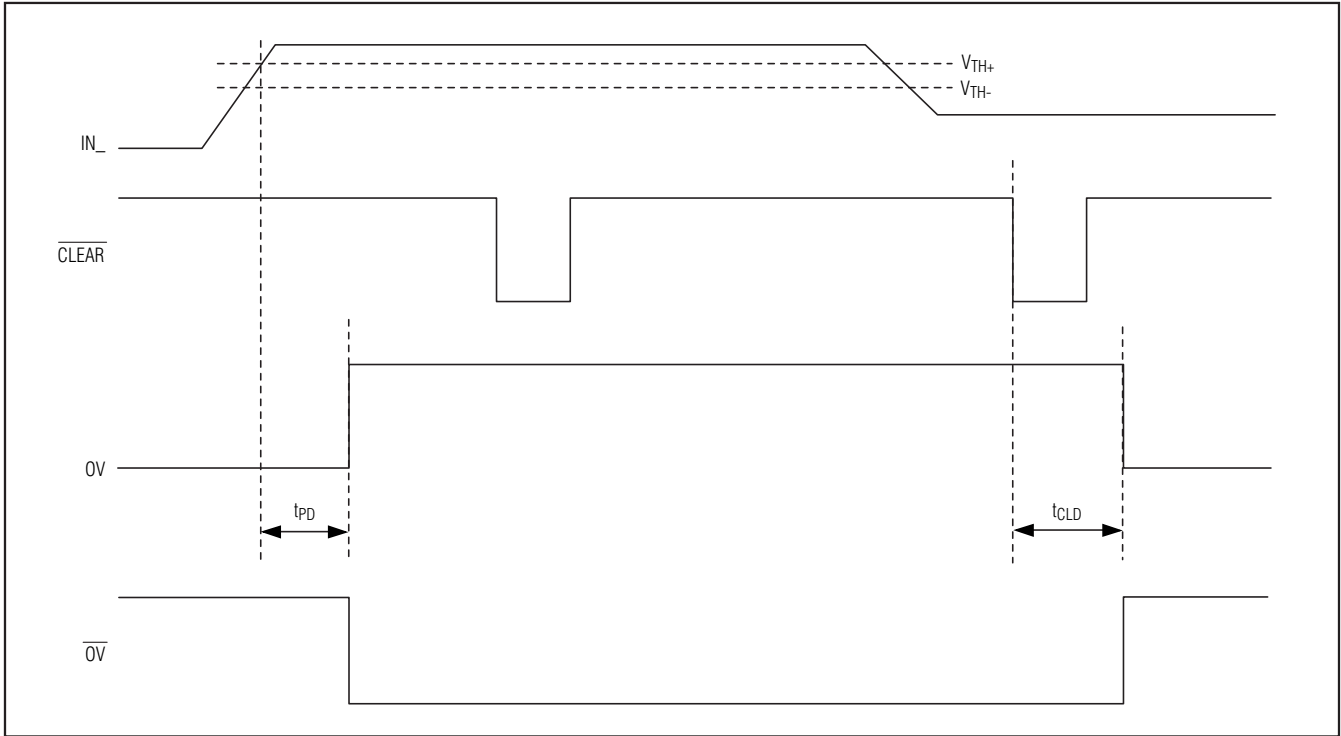 VTH+
VTH-
IN_
CLEAR
OV
tPD
tCLD
OV